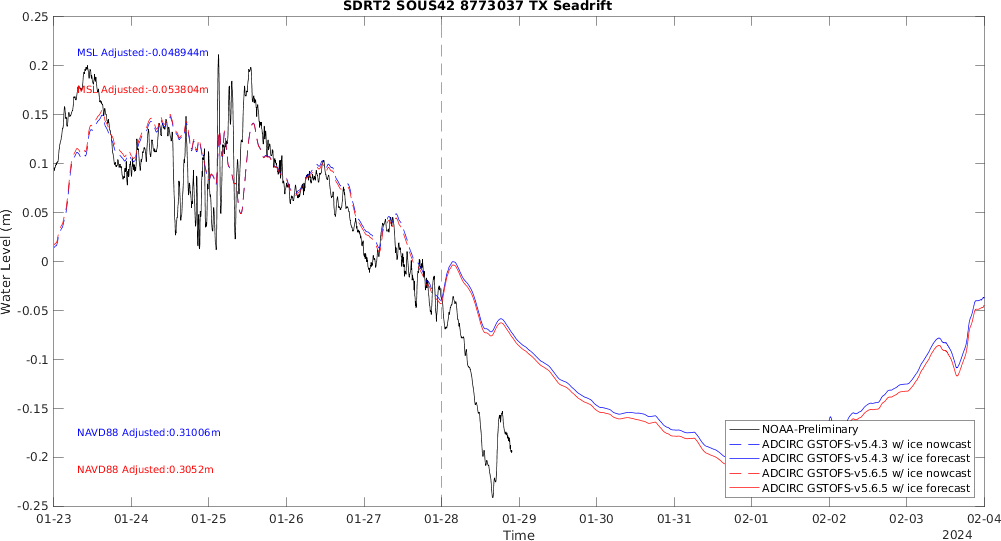 SDRT2 SOUS42 8773037 TX Seadrift
0.25
0.2
0.15
0.1
0.05
0
-0.05
-0.1
-0.15
-0.2
-0.25
Water Level (m)
MSL Adjusted:-0.048944m
MSL Adjusted:-0.053804m
NAVD88 Adjusted:0.31006m
NAVD88 Adjusted:0.3052m
NOAA-Preliminary
ADCIRC GSTOFS-v5.4.3 w/ ice nowcast
ADCIRC GSTOFS-v5.4.3 w/ ice forecast
ADCIRC GSTOFS-v5.6.5 w/ ice nowcast
ADCIRC GSTOFS-v5.6.5 w/ ice forecast
01-23 01-24 01-25 01-26 01-27 01-28 01-29 01-30 01-31 02-01 02-02 02-03 02-04
Time
2024